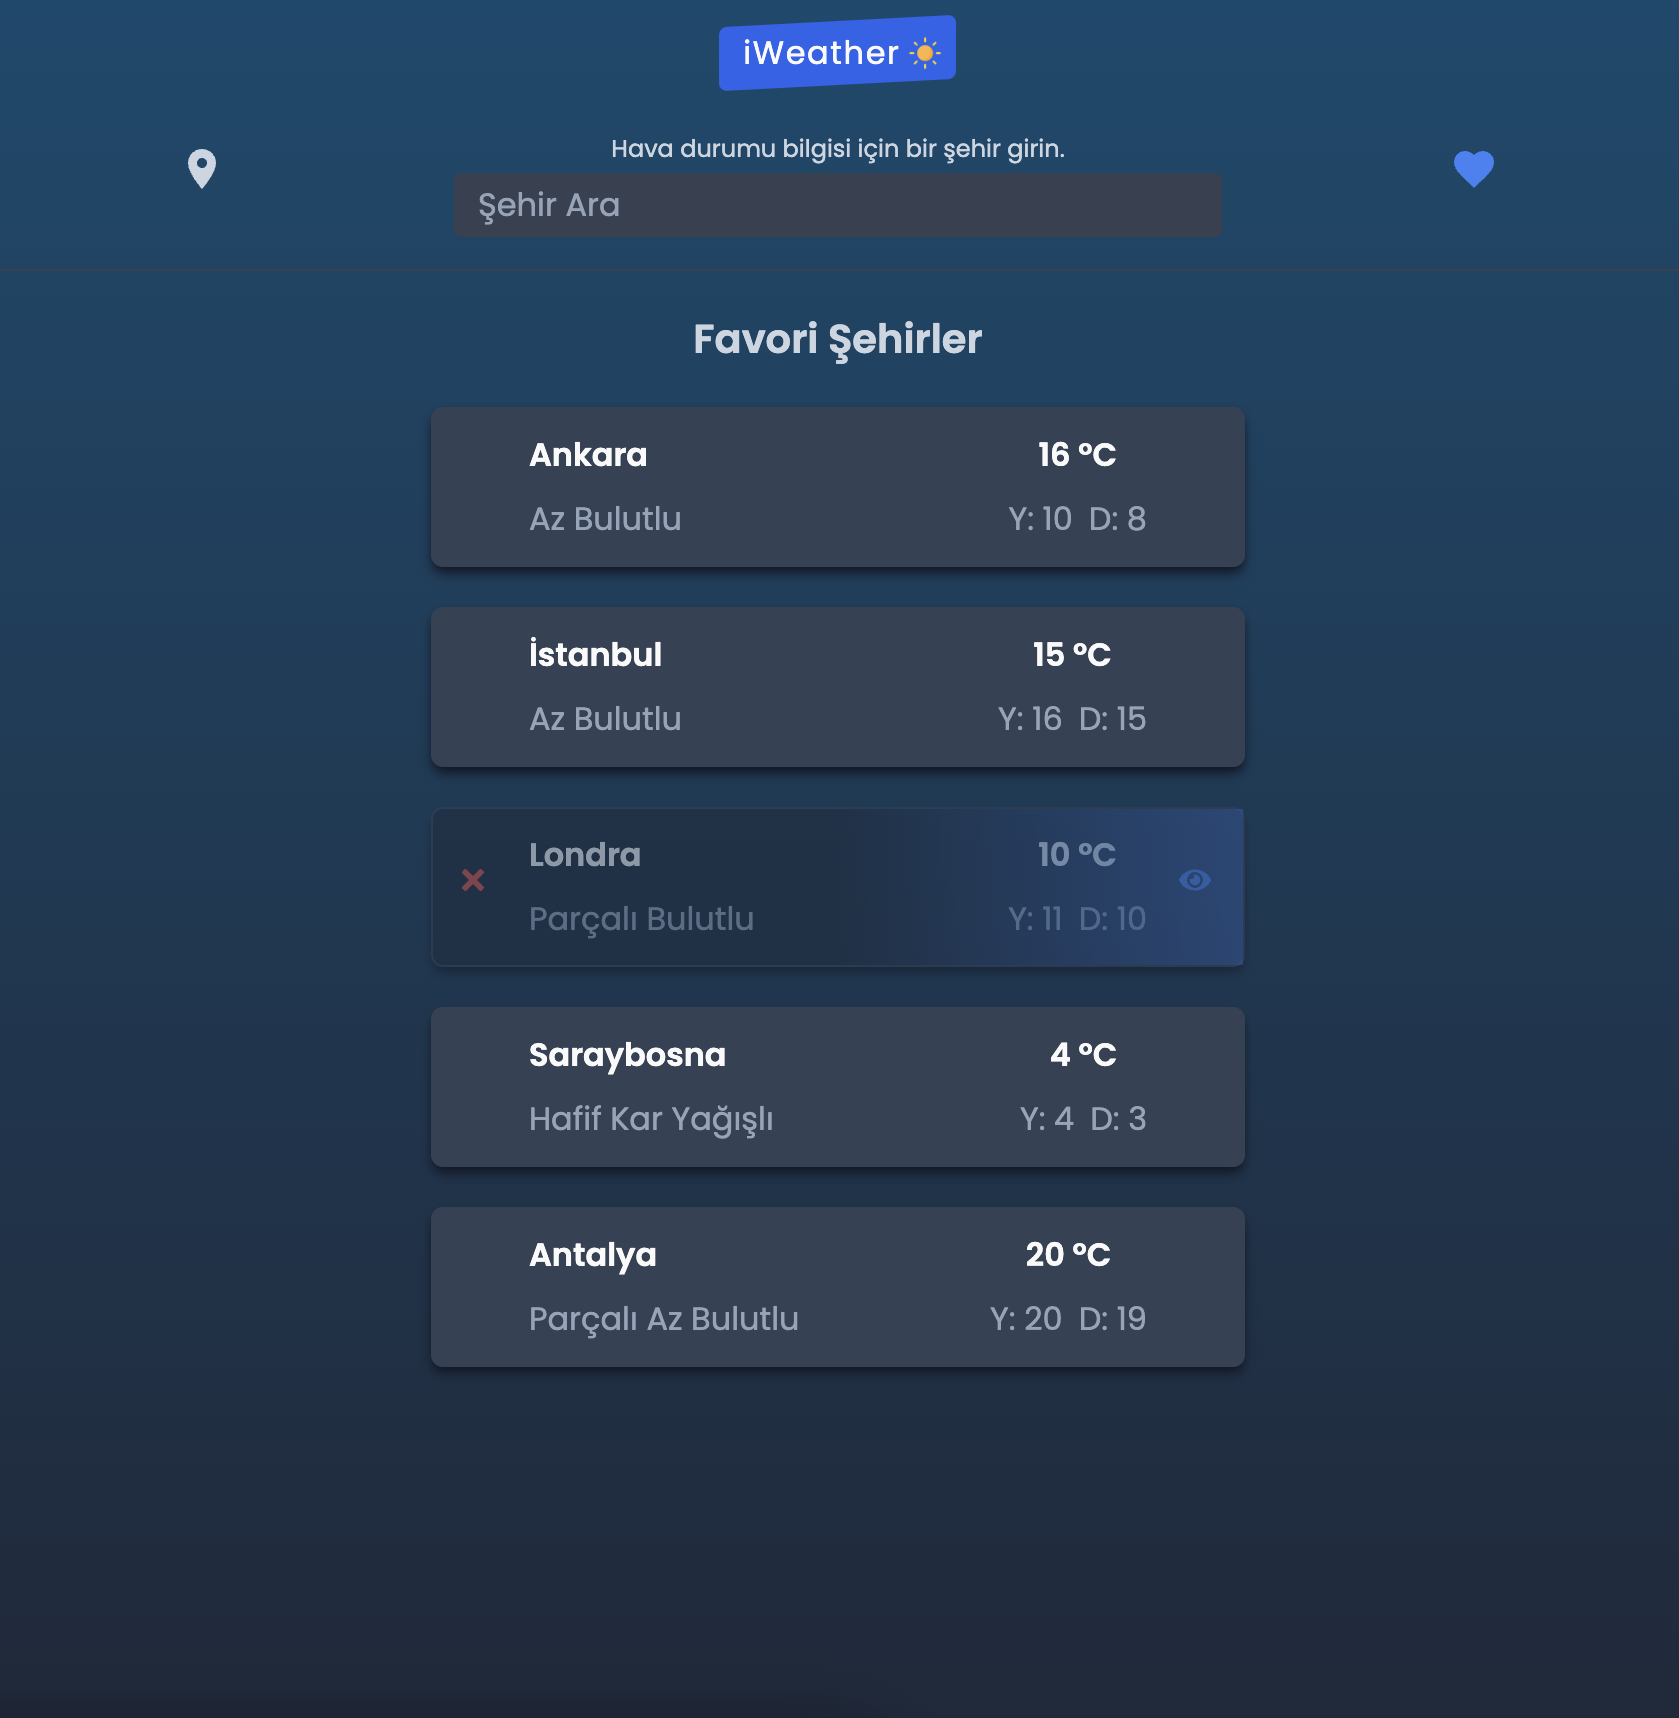 iWeather
Hava durumu bilgisi için bir şehir girin.
Şehir Ara
Favori Şehirler
Ankara 16 °C
Az Bulutlu Y: 10 D: 8
İstanbul 15 °C
Az Bulutlu Y: 16 D: 15
Londra 10 °C
Parçalı Bulutlu Y: 11 D: 10
Saraybosna 4 °C
Hafif Kar Yağışlı Y: 4 D: 3
Antalya 20 °C
Parçalı Az Bulutlu Y: 20 D: 19